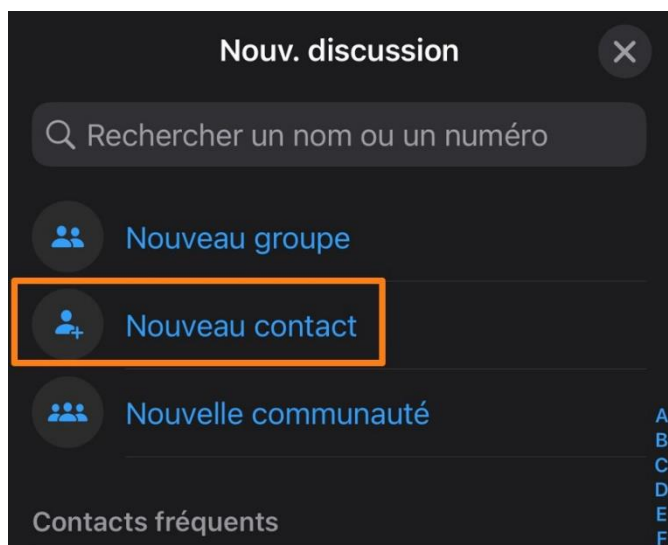 Nouv. discussion
Rechercher un nom ou un numéro
Nouveau groupe
Nouveau contact
Nouvelle communauté
A
B
C
D
E
F
Contacts fréquents